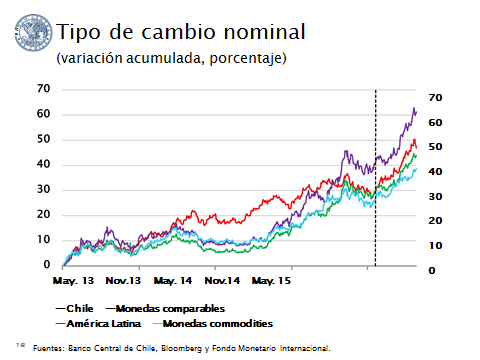 Tipo de cambio nominal
(variación acumulada, porcentaje)
70
60
50
40
30
20
10
0
70
60
50
40
30
20
10
0
May. 13 Nov.13 May. 14 Nov.14 May. 15
Chile Monedas comparables
América Latina Monedas commodities
Fuentes: Banco Central de Chile, Bloomberg y Fondo Monetario Internacional.